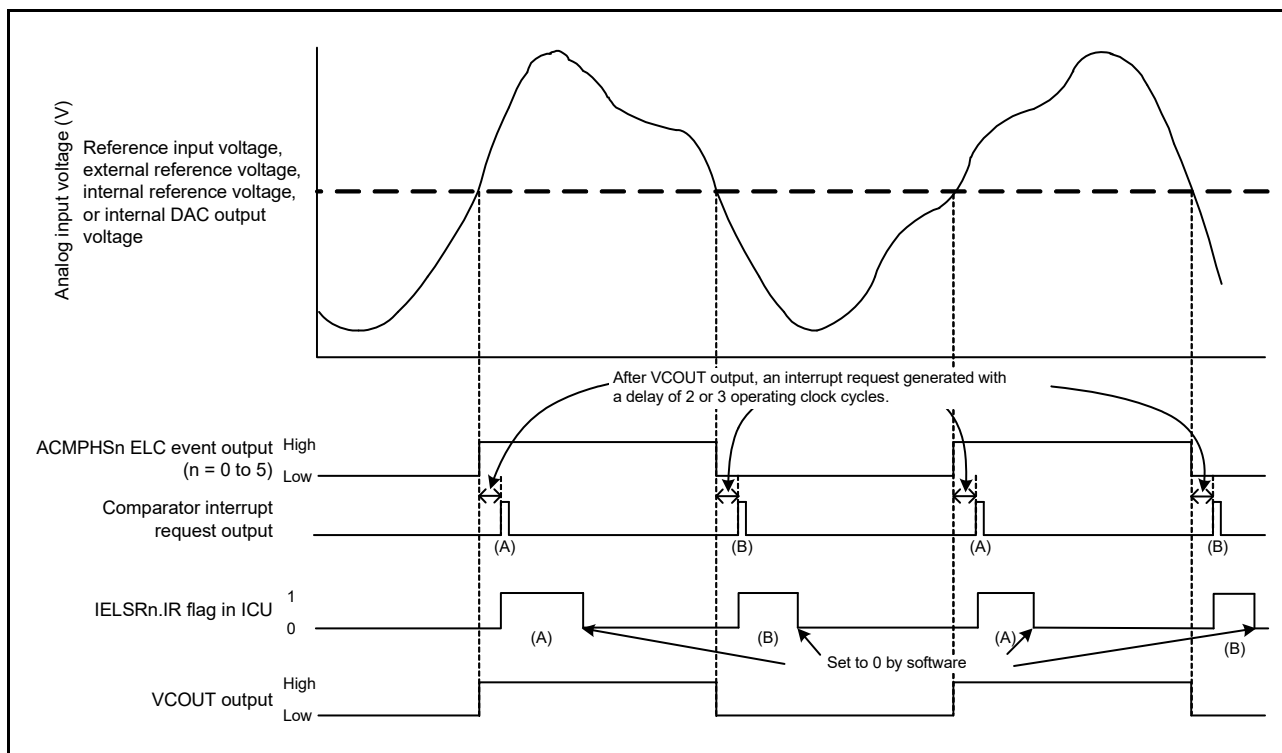 Analog input voltage (V)
Reference input voltage,
external reference voltage,
internal reference voltage,
or internal DAC output
voltage
After VCOUT output, an interrupt request generated with
a delay of 2 or 3 operating clock cycles.
ACMPHSn ELC event output
(n = 0 to 5)
High
Low
Comparator interrupt
request output
(A)
(B)
(A)
(B)
IELSRn.IR flag in ICU
1
0
(A)
(B)
(A)
(B)
Set to 0 by software
VCOUT output
High
Low